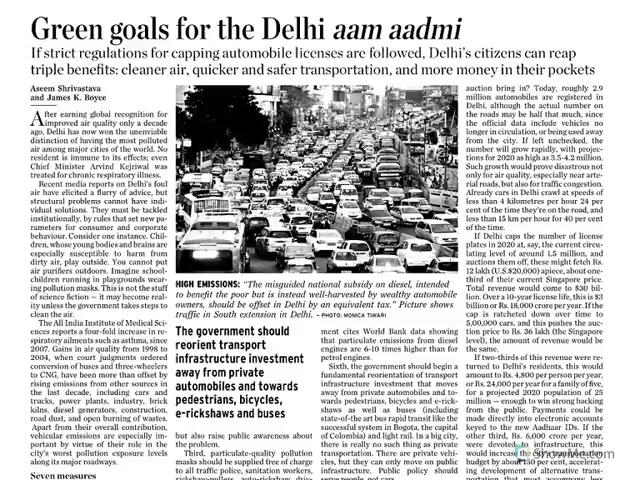 Green goals for the Delhi aam aadmi
If strict regulations for capping automobile licenses are followed, Delhi's citizens can reap
triple benefits: cleaner air, quicker and safer transportation, and more money in their pockets
Aseem Shrivastava
and James K. Boyce
After earning global recognition for
improved air quality only a decade
ago, Delhi has now won the unenviable
distinction of having the most polluted
air among major cities of the world. No
resident is immune to its effects; even
Chief Minister Arvind Kejriwal was
treated for chronic respiratory illness.
Recent media reports on Delhi's foul
air have elicited a flurry of advice, but
structural problems cannot have indi-
vidual solutions. They must be tackled
institutionally, by rules that set new pa-
rameters for consumer and corporate
behaviour. Consider one instance. Chil-
dren, whose young bodies and brains are
especially susceptible to harm from
dirty air, play outside. You cannot put
air purifiers outdoors. Imagine school-
children running in playgrounds wear-
ing pollution masks. This is not the stuff
of science fiction — it may become real-
ity unless the government takes steps to
clean the air.
The All India Institute of Medical Sci-
ences reports a four-fold increase in re-
spiratory ailments such as asthma, since
2007. Gains in air quality from 1998 to
2004, when court judgments ordered
conversion of buses and three-wheelers
to CNG, have been more than offset by
rising emissions from other sources in
the last decade, including cars and
trucks, power plants, industry, brick
kilns, diesel generators, construction,
road dust, and open burning of wastes.
Apart from their overall contribution,
vehicular emissions are especially im-
portant by virtue of their role in the
city's worst pollution exposure levels
along its major roadways.
Seven measures
HIGH EMISSIONS: "The misguided national subsidy on diesel, intended
to benefit the poor but is instead well-harvested by wealthy automobile
owners, should be offset in Delhi by an equivalent tax." Picture shows
traffic in South extension in Delhi. - PHOTO: MONICA TIWARI
The government should
reorient transport
infrastructure investment
away from private
automobiles and towards
pedestrians, bicycles,
e-rickshaws and buses
but also raise public awareness about
the problem.
Third, particulate-quality pollution
masks should be supplied free of charge
to all traffic police, sanitation workers,
rickshaw-pullers, auto-rickshaw driv-
ment cites World Bank data showing
that particulate emissions from diesel
engines are 6-10 times higher than for
petrol engines.
Sixth, the government should begin a
fundamental reorientation of transport
infrastructure investment that moves
away from private automobiles and to-
wards pedestrians, bicycles and e-rick-
shaws as well as buses (including
state-of-the art bus rapid transit like the
successful system in Bogota, the capital
of Colombia) and light rail. In a big city,
there is really no such thing as private
transportation. There are private vehi-
cles, but they can only move on public
infrastructure. Public policy should
serve people, not cars.
auction bring in? Today, roughly 2.9
million automobiles are registered in
Delhi, although the actual number on
the roads may be half that much, since
the official data include vehicles no
longer in circulation, or being used away
from the city. If left unchecked, the
number will grow rapidly, with projec-
tions for 2020 as high as 3.5-4.2 million.
Such growth would prove disastrous not
only for air quality, especially near arte-
rial roads, but also for traffic congestion.
Already cars in Delhi crawl at speeds of
less than 4 kilometres per hour 24 per
cent of the time they're on the road, and
less than 15 km per hour for 40 per cent
of the time.
If Delhi caps the number of license
plates in 2020 at, say, the current circu-
lating level of around 1.5 million, and
auctions them off, these might fetch Rs.
12 lakh (U.S.$20,000) apiece, about one-
third of their current Singapore price.
Total revenue would come to $30 bil-
lion. Over a 10-year license life, this is $3
billion or Rs. 18,000 crore per year. If the
cap is ratcheted down over time to
5,00,000 cars, and this pushes the auc-
tion price to Rs. 36 lakh (the Singapore
level), the amount of revenue would be
the same.
If two-thirds of this revenue were re-
turned to Delhi's residents, this would
amount to Rs. 4,800 per person per year,
or Rs. 24,000 per year for a family of five,
for a projected 2020 population of 25
million — enough to win strong backing
from the public. Payments could be
made directly into electronic accounts
keyed to the new Aadhaar IDs. If the
other third, Rs. 6,000 crore per year,
were devoted to infrastructure, this
would increase the city's transportation
budget by about 150 per cent, accelerat-
ing development of alternative trans-
portation that must accompany less
ShowMe.com